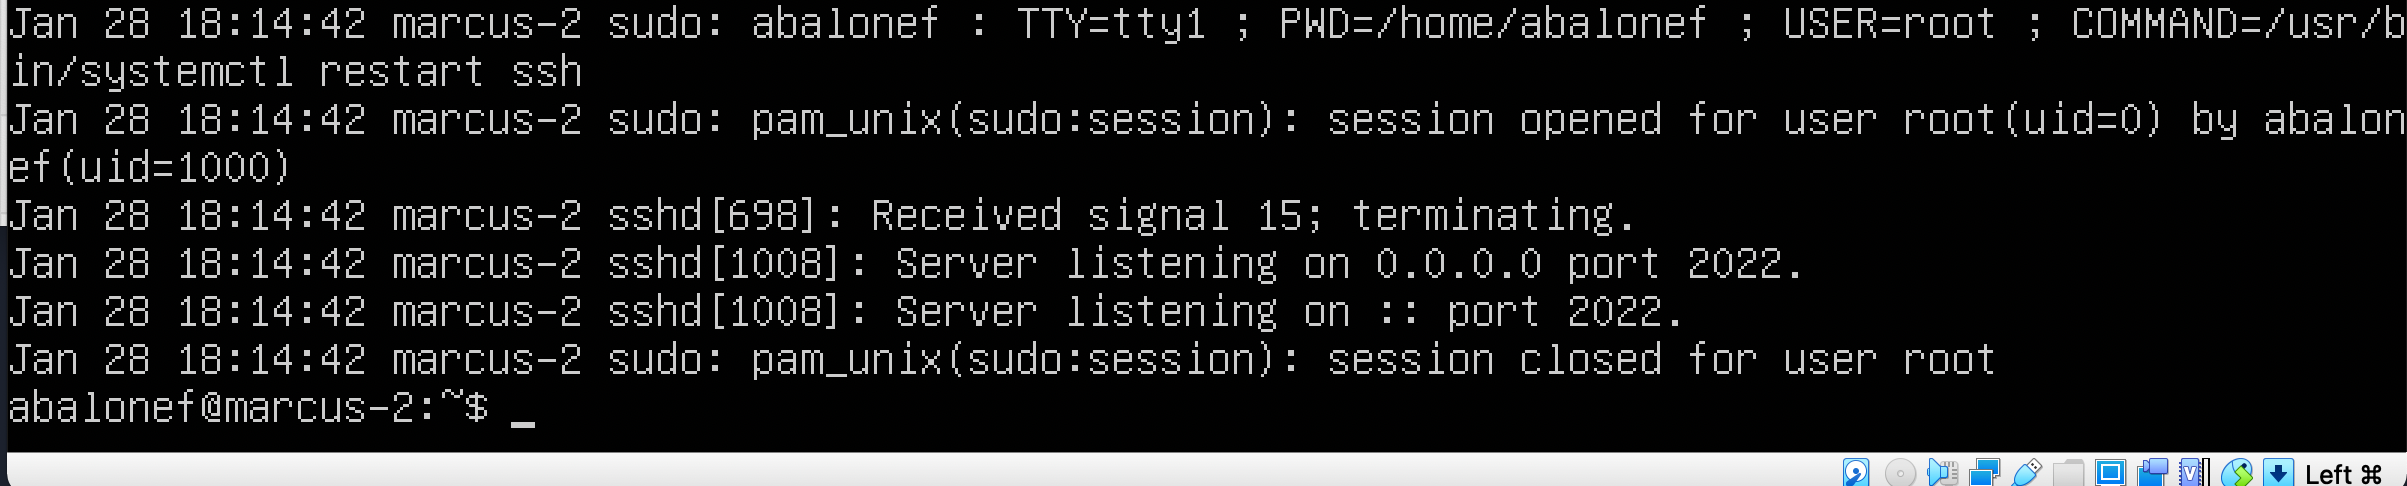 Jan 28 18:14:42 marcus-2 sudo: abalonef : TTY=tty1 ; PWD=/home/abalonef ; USER=root ; COMMAND=/usr/b
in/systemctl restart ssh
Jan 28 18:14:42 marcus-2 sudo: pam_unix(sudo:session): session opened for user root(uid=0) by abalon
ef(uid=1000)
Jan 28 18:14:42 marcus-2 sshd[698]: Received signal 15; terminating.
Jan 28 18:14:42 marcus-2 sshd[1008]: Server listening on 0.0.0.0 port 2022.
Jan 28 18:14:42 marcus-2 sshd[1008]: Server listening on :: port 2022.
Jan 28 18:14:42 marcus-2 sudo: pam_unix(sudo:session): session closed for user root
abalonef@marcus-2:~$ _
Left ⌘